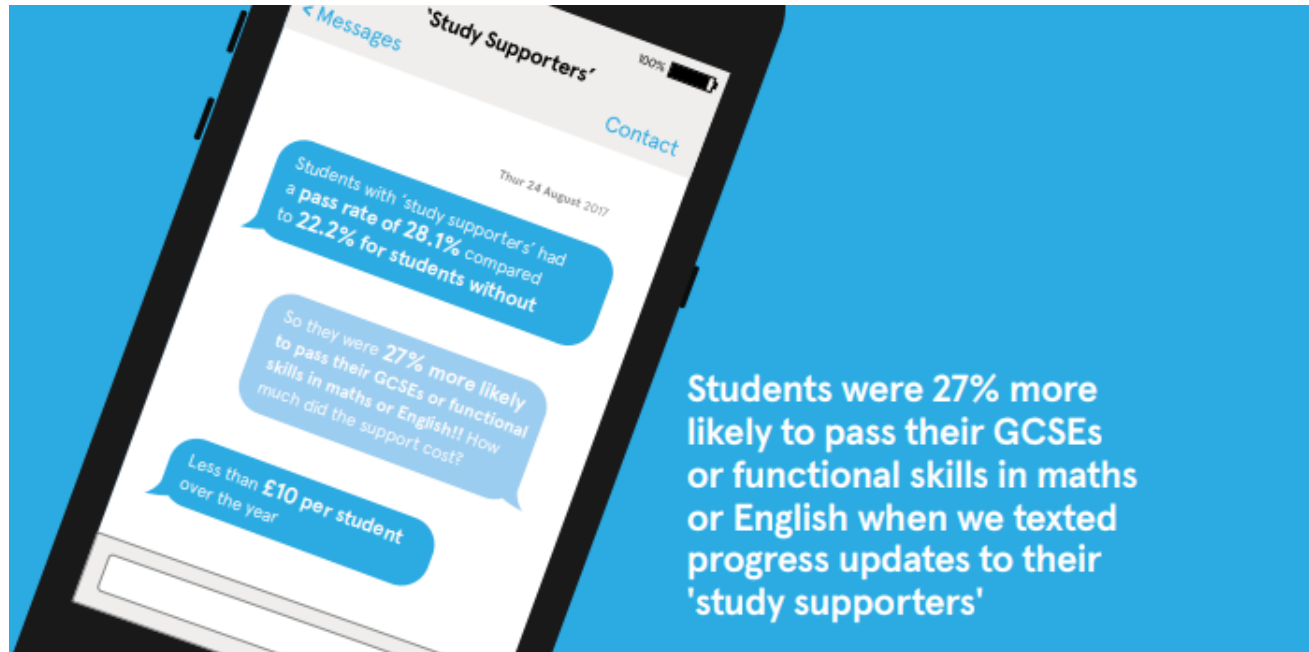 < Messages
'Study Supporters'
100%
Contact
Thur 24 August 2017
Students with 'study supporters' had
a pass rate of 28.1% compared
to 22.2% for students without
So they were 27% more likely
to pass their GCSEs or functional
skills in maths or English!! How
much did the support cost?
Less than £10 per student
over the year
Students were 27% more
likely to pass their GCSEs
or functional skills in maths
or English when we texted
progress updates to their
'study supporters'